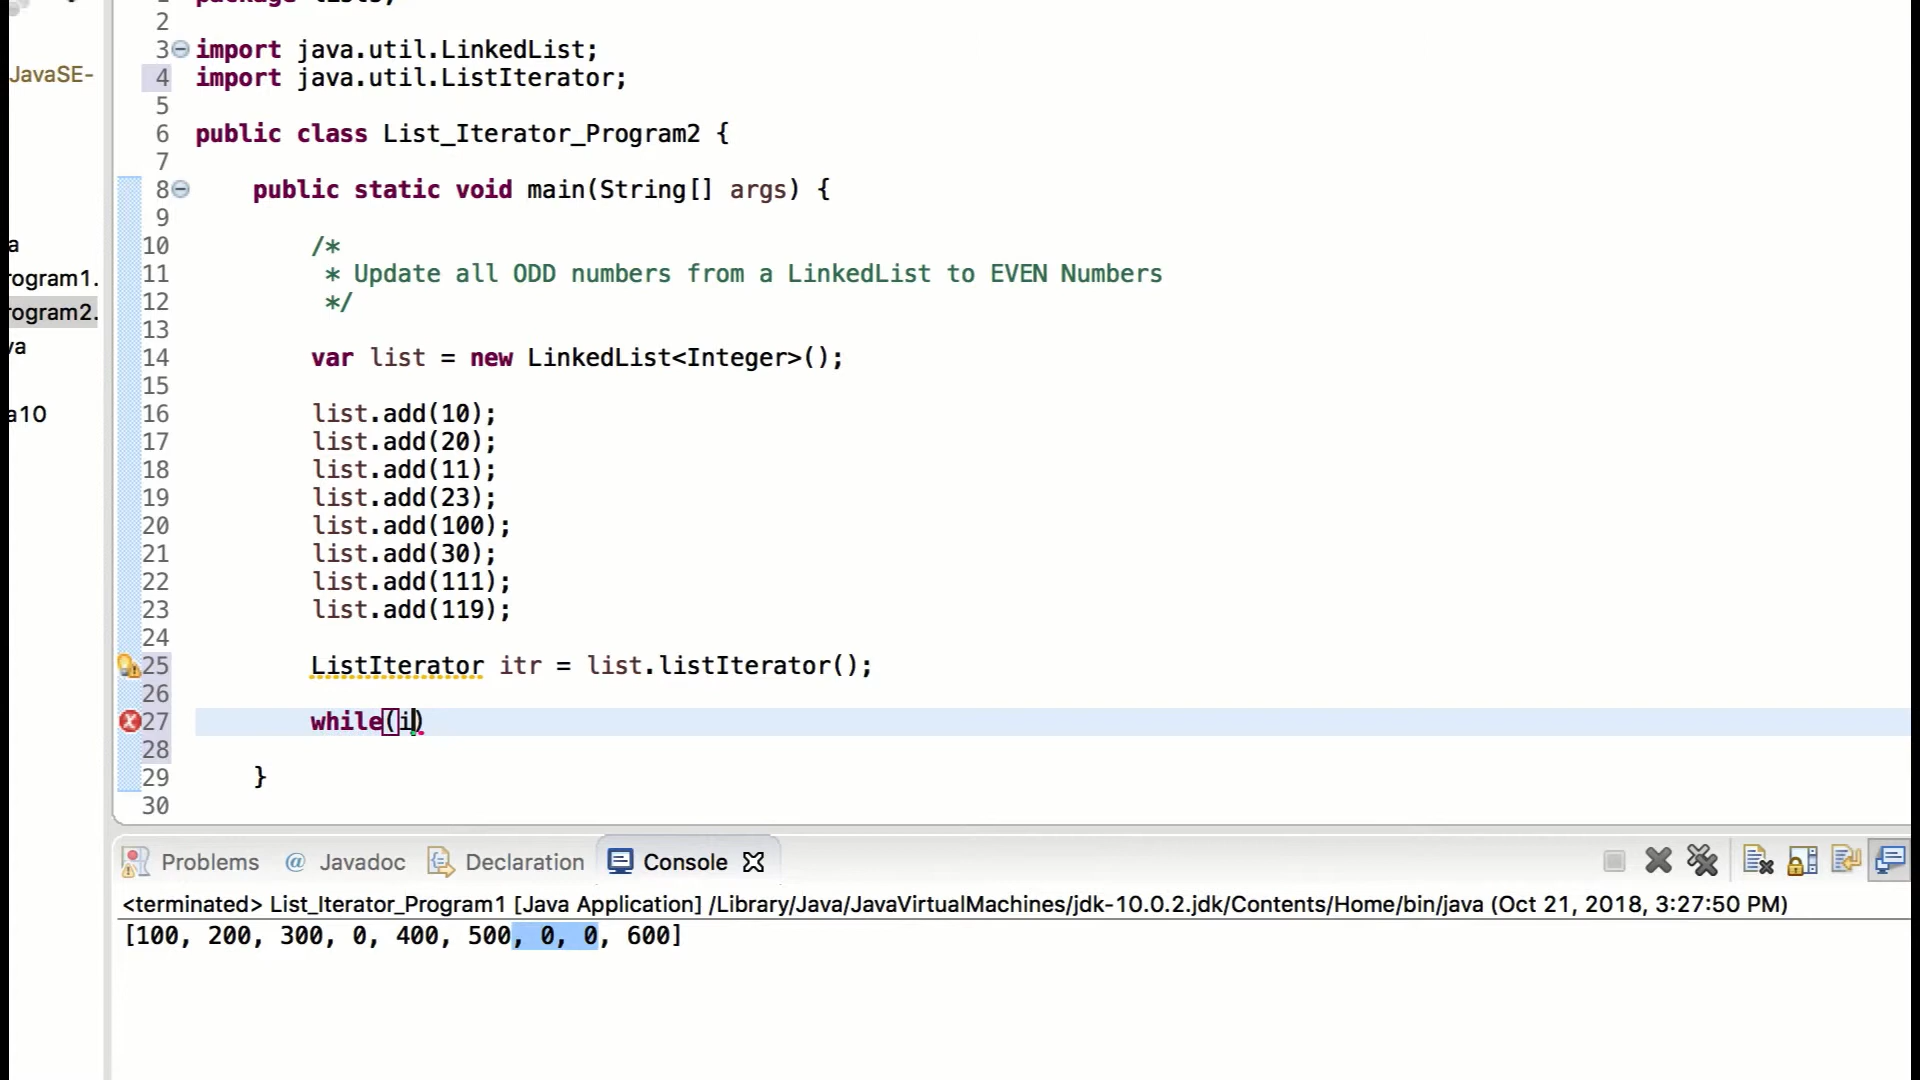 package lists;
2
3 import java.util.LinkedList;
JavaSE-
4 import java.util.ListIterator;
5
6 public class List_Iterator_Program2 {
7
8 public static void main(String[] args) {
9
a
10 /*
rogram1.
11 * Update all ODD numbers from a LinkedList to EVEN Numbers
rogram2.
12 */
13
va
14 var list = new LinkedList<Integer>();
15
a10
16 list.add(10);
17 list.add(20);
18 list.add(11);
19 list.add(23);
20 list.add(100);
21 list.add(30);
22 list.add(111);
23 list.add(119);
24
25 ListIterator itr = list.listIterator();
26
27 while(i)
28
29 }
30
Problems @ Javadoc Declaration Console
<terminated> List_Iterator_Program1 [Java Application] /Library/Java/JavaVirtualMachines/jdk-10.0.2.jdk/Contents/Home/bin/java (Oct 21, 2018, 3:27:50 PM)
[100, 200, 300, 0, 400, 500, 0, 0, 600]